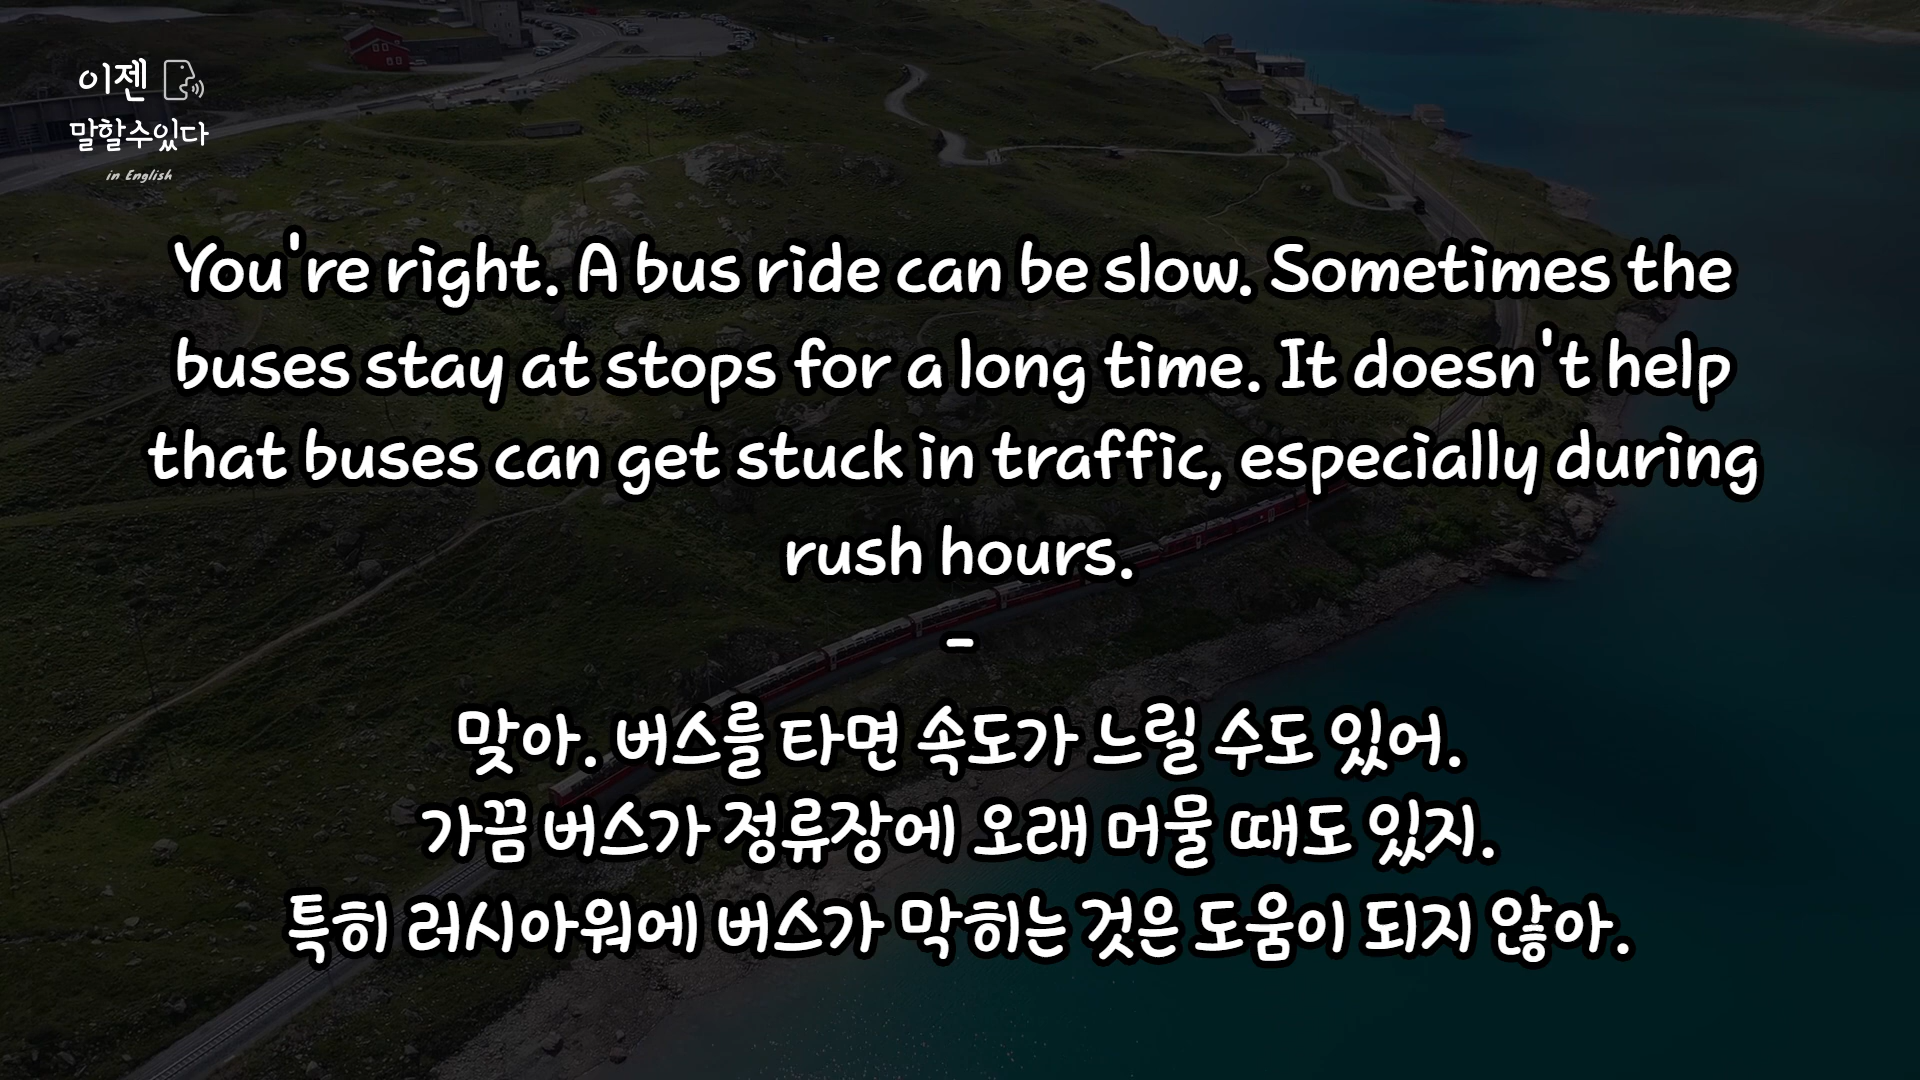 이젠
말할수있다
in English
You're right. A bus ride can be slow. Sometimes the
buses stay at stops for a long time. It doesn't help
that buses can get stuck in traffic, especially during
rush hours.
-
맞아. 버스를 타면 속도가 느릴 수도 있어.
가끔 버스가 정류장에 오래 머물 때도 있지.
특히 러시아워에 버스가 막히는 것은 도움이 되지 않아.